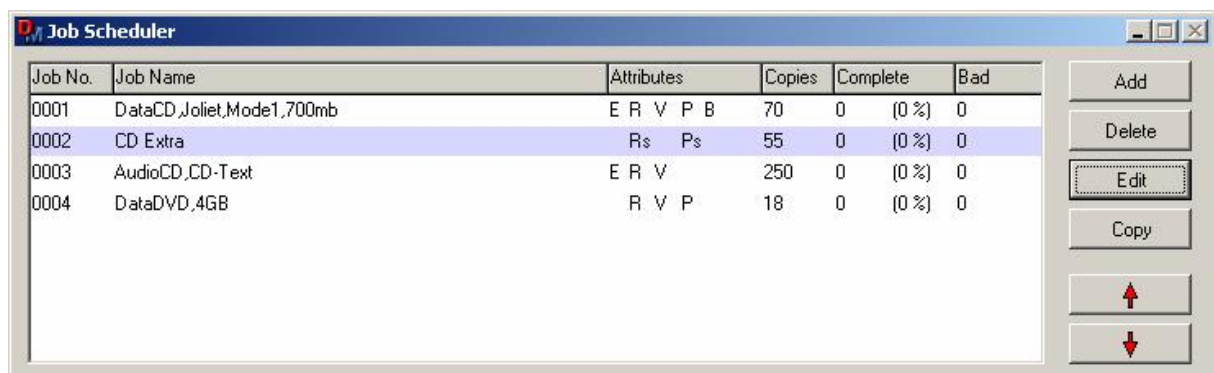 DM Job Scheduler
Job No. Job Name Attributes Copies Complete Bad Add
0001 DataCD,Joliet,Mode1,700mb E R V P B 70 0 (0 %) 0
0002 CD Extra Rs Ps 55 0 (0 %) 0 Delete
0003 AudioCD,CD-Text E R V 250 0 (0 %) 0 Edit
0004 DataDVD,4GB R V P 18 0 (0 %) 0
Copy